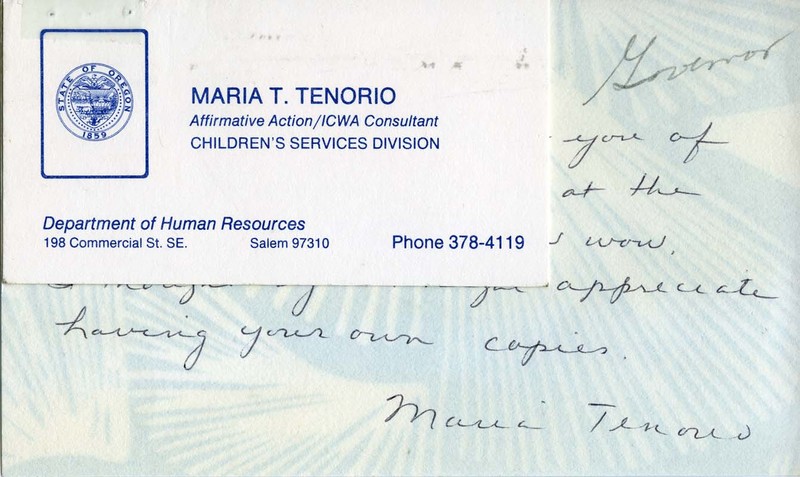 STATE OF OREGON
1859
MARIA T. TENORIO
Affirmative Action/ICWA Consultant
CHILDREN'S SERVICES DIVISION
Department of Human Resources
198 Commercial St. SE. Salem 97310 Phone 378-4119
Governor
you of
at the
wow.
appreciate
having your own copies.
Maria Tenorio